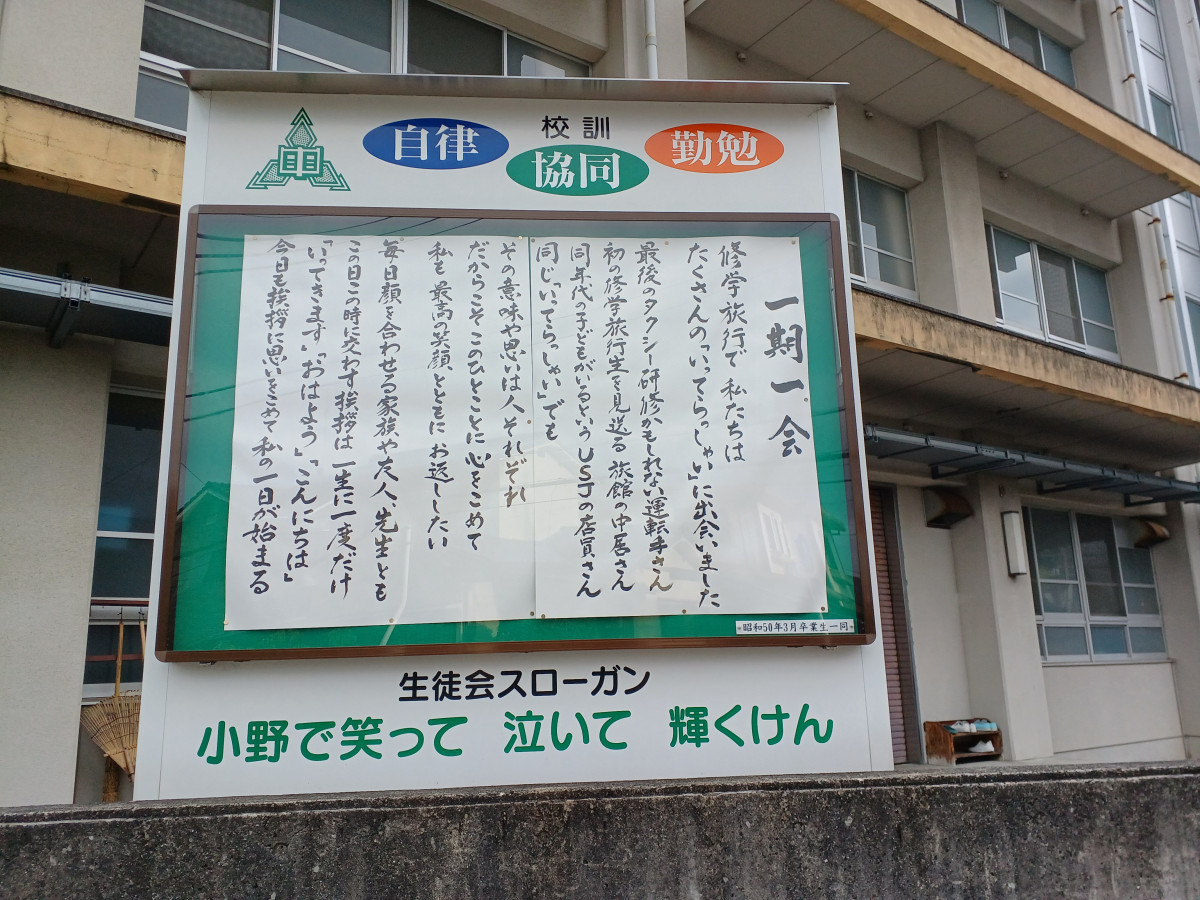 校訓
自律
協同
勤勉
中
一期一会
修学旅行で 私たちは
たくさんの「いってらっしゃい」に出会いました
最後のタクシー研修かもしれない運転手さん
初の修学旅行生を見送る 旅館の中居さん
同年代の子どもがいるというUSJの店員さん
同じ「いってらっしゃい」でも
その意味や思いは人それぞれ
だからこそ このひとことに心をこめて
私も 最高の笑顔とともに お返ししたい
毎日顔を合わせる家族や友人、先生とも
この日この時に交わす挨拶は 一生に一度だけ
「いってきます」「おはよう」「こんにちは」
今日も挨拶に思いをこめて 私の一日が始まる
昭和50年3月卒業生一同
生徒会スローガン
小野で笑って 泣いて 輝くけん